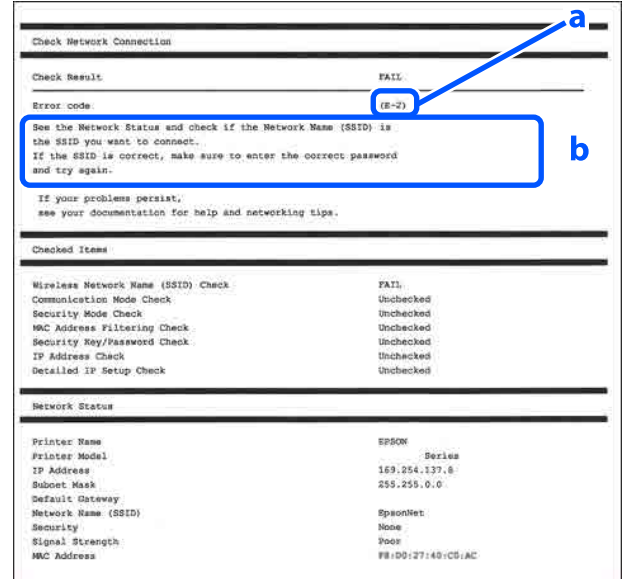 a
Check Network Connection
Check Result FAIL
Error code (E-2)
See the Network Status and check if the Network Name (SSID) is
the SSID you want to connect.
If the SSID is correct, make sure to enter the correct password
and try again.
b
If your problems persist,
see your documentation for help and networking tips.
Checked Items
Wireless Network Name (SSID) Check FAIL
Communication Mode Check Unchecked
Security Mode Check Unchecked
MAC Address Filtering Check Unchecked
Security Key/Password Check Unchecked
IP Address Check Unchecked
Detailed IP Setup Check Unchecked
Network Status
Printer Name EPSON
Printer Model Series
IP Address 169.254.137.8
Subnet Mask 255.255.0.0
Default Gateway
Network Name (SSID) EpsonNet
Security None
Signal Strength Poor
MAC Address F8:D0:27:40:C0:AC